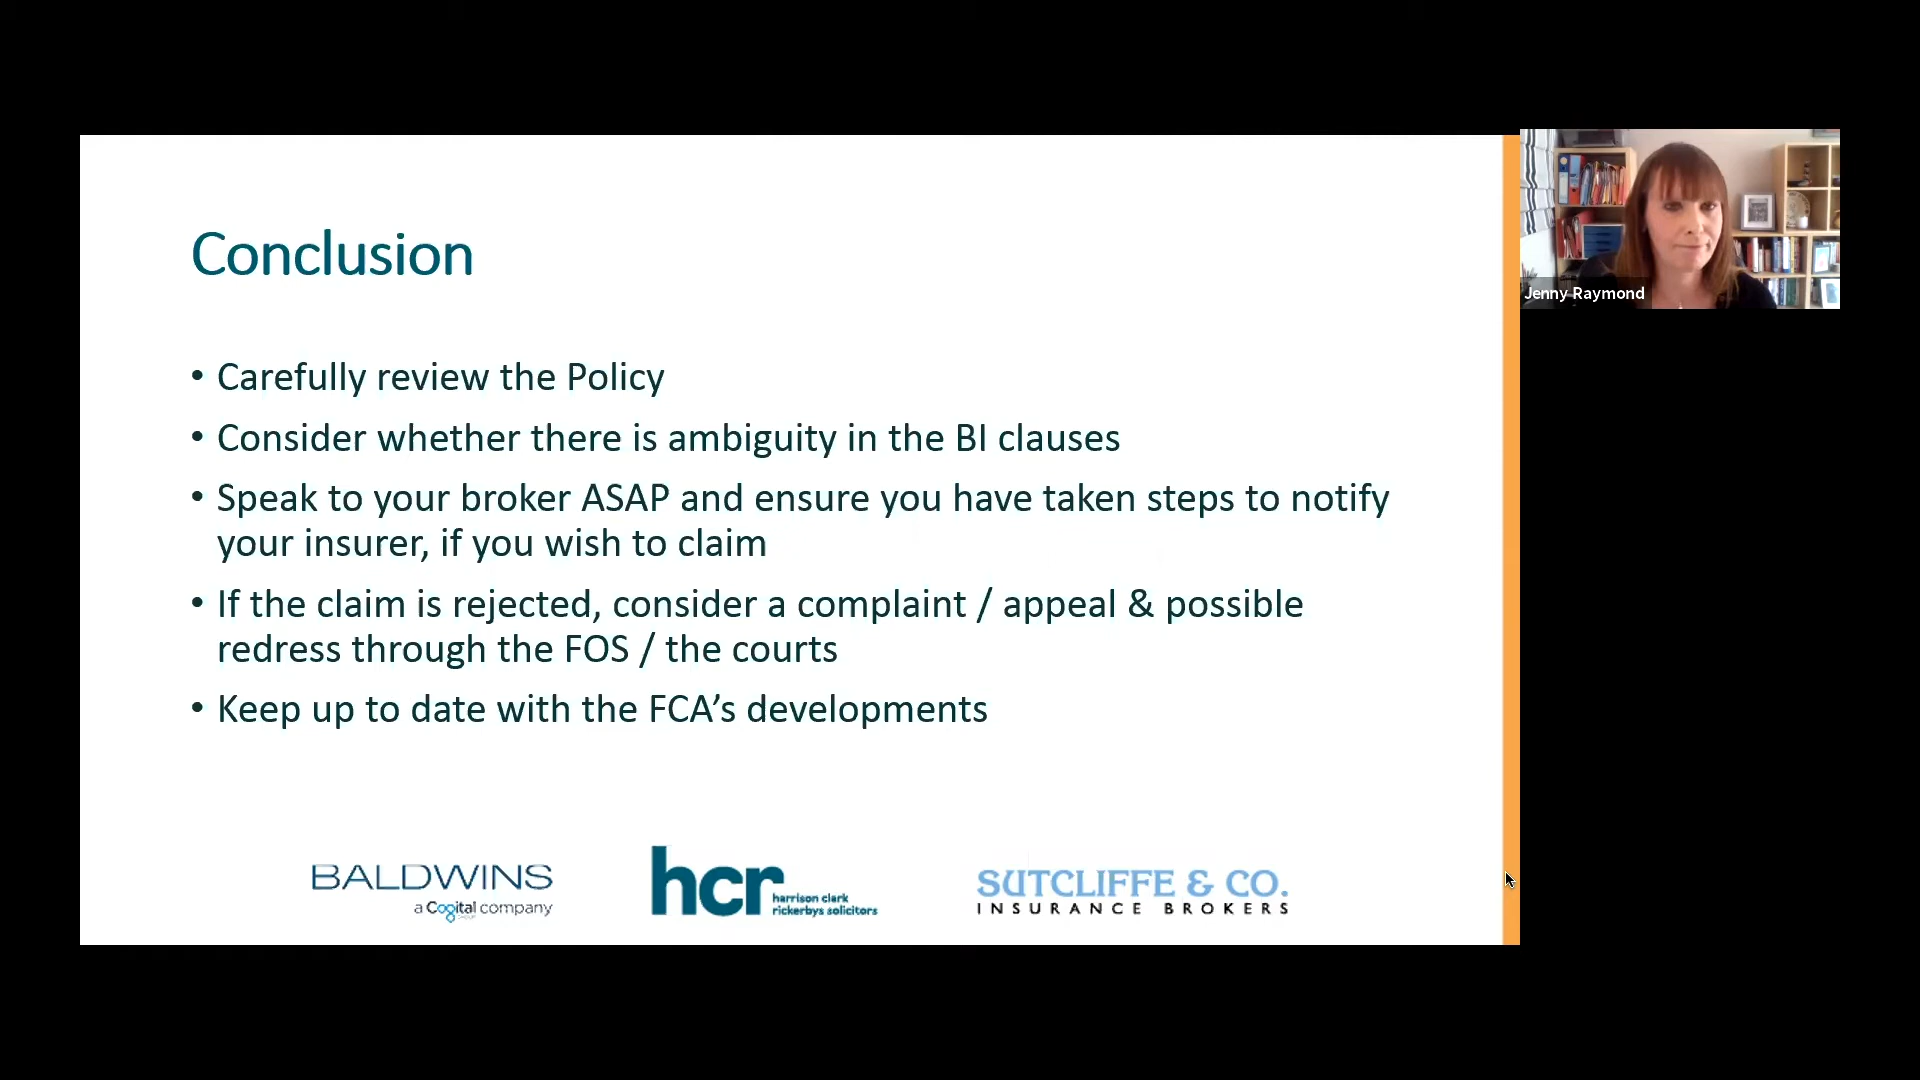 Conclusion
• Carefully review the Policy
• Consider whether there is ambiguity in the BI clauses
• Speak to your broker ASAP and ensure you have taken steps to notify
your insurer, if you wish to claim
• If the claim is rejected, consider a complaint / appeal & possible
redress through the FOS / the courts
• Keep up to date with the FCA’s developments
BALDWINS
a Cogital company
hcr
harrison clark
rickerbys solicitors
SUTCLIFFE & CO.
INSURANCE BROKERS
Jenny Raymond